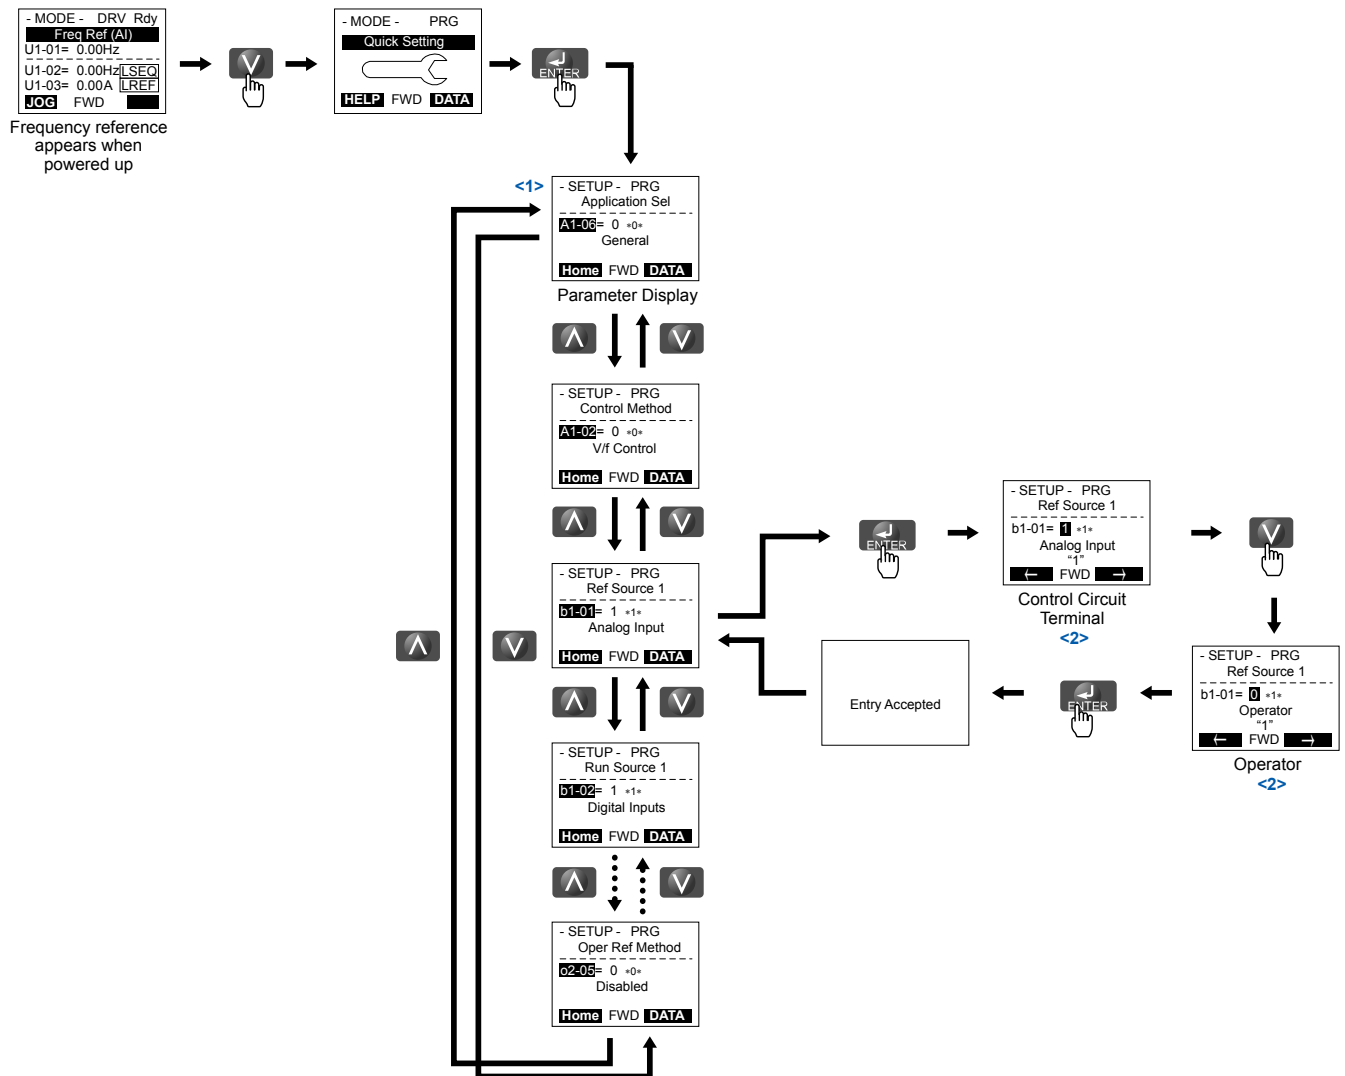 - MODE - DRV Rdy
Freq Ref (AI)
U1-01= 0.00Hz
U1-02= 0.00Hz LSEQ
U1-03= 0.00A LREF
JOG FWD
Frequency reference
appears when
powered up
- MODE - PRG
Quick Setting
HELP FWD DATA
ENTER
<1>
- SETUP - PRG
Application Sel
A1-06= 0 *0*
General
Home FWD DATA
Parameter Display
- SETUP - PRG
Control Method
A1-02= 0 *0*
V/f Control
Home FWD DATA
- SETUP - PRG
Ref Source 1
b1-01= 1 *1*
Analog Input
Home FWD DATA
ENTER
- SETUP - PRG
Ref Source 1
b1-01= 1 *1*
Analog Input
“1”
← FWD →
Control Circuit
Terminal
<2>
- SETUP - PRG
Ref Source 1
b1-01= 0 *1*
Operator
“1”
← FWD →
Operator
<2>
ENTER
Entry Accepted
- SETUP - PRG
Run Source 1
b1-02= 1 *1*
Digital Inputs
Home FWD DATA
- SETUP - PRG
Oper Ref Method
o2-05= 0 *0*
Disabled
Home FWD DATA